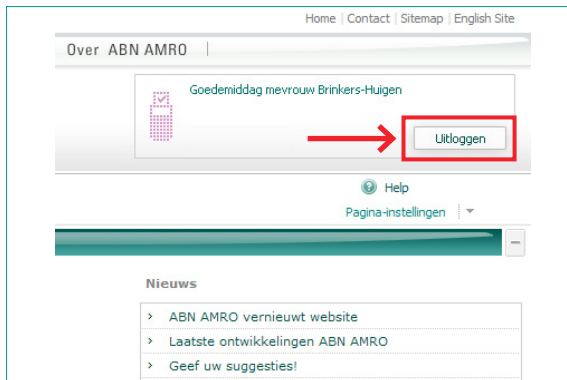 Home | Contact | Sitemap | English Site
Over ABN AMRO
Goedemiddag mevrouw Brinkers-Huigen
Uitloggen
Help
Pagina-instellingen
Nieuws
ABN AMRO vernieuwt website
Laatste ontwikkelingen ABN AMRO
Geef uw suggesties!